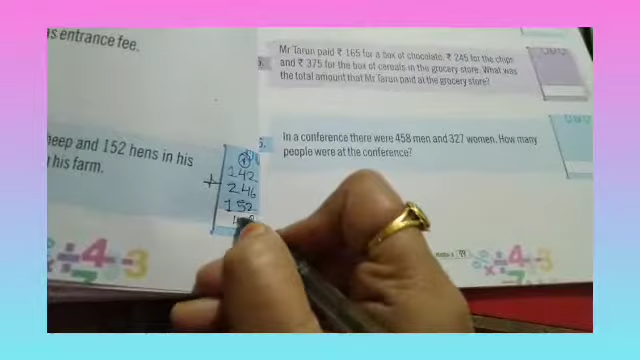 as entrance fee.
heep and 152 hens in his
his farm.
142
+ 246
152
Mr Tarun paid ₹ 165 for a box of chocolate, ₹ 245 for the chips
and ₹ 375 for the box of cereals in the grocery store. What was
the total amount that Mr Tarun paid at the grocery store?
5. In a conference there were 458 men and 327 women. How many
people were at the conference?